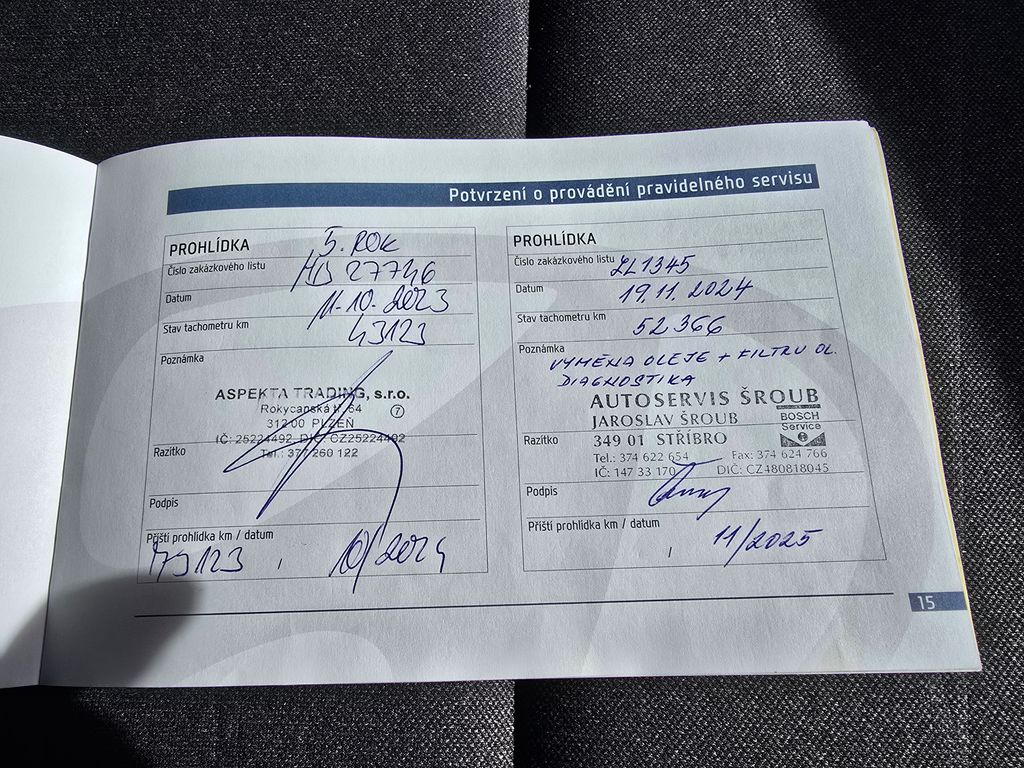 Potvrzení o provádění pravidelného servisu
PROHLÍDKA 5. ROK
Číslo zakázkového listu 27746
Datum 11.10.2023
Stav tachometru km 43123
Poznámka
ASPEKTA TRADING, s.r.o.
Rokycanská 64
312 00 PLZEŇ
IČ: 25224492 DIČ: CZ25224492
Tel.: 377 260 122
7
Razítko
Podpis
Příští prohlídka km / datum
73123 , 10/2024
PROHLÍDKA
Číslo zakázkového listu ZL1345
Datum 19.11.2024
Stav tachometru km 52366
Poznámka
VÝMĚNA OLEJE + FILTRU OL.
DIAGNOSTIKA
AUTOSERVIS ŠROUB
JAROSLAV ŠROUB
BOSCH
Service
Razítko 349 01 STŘÍBRO
Tel.: 374 622 654 Fax: 374 624 766
IČ: 147 33 170 DIČ: CZ480818045
Podpis
Příští prohlídka km / datum
, 11/2025
15